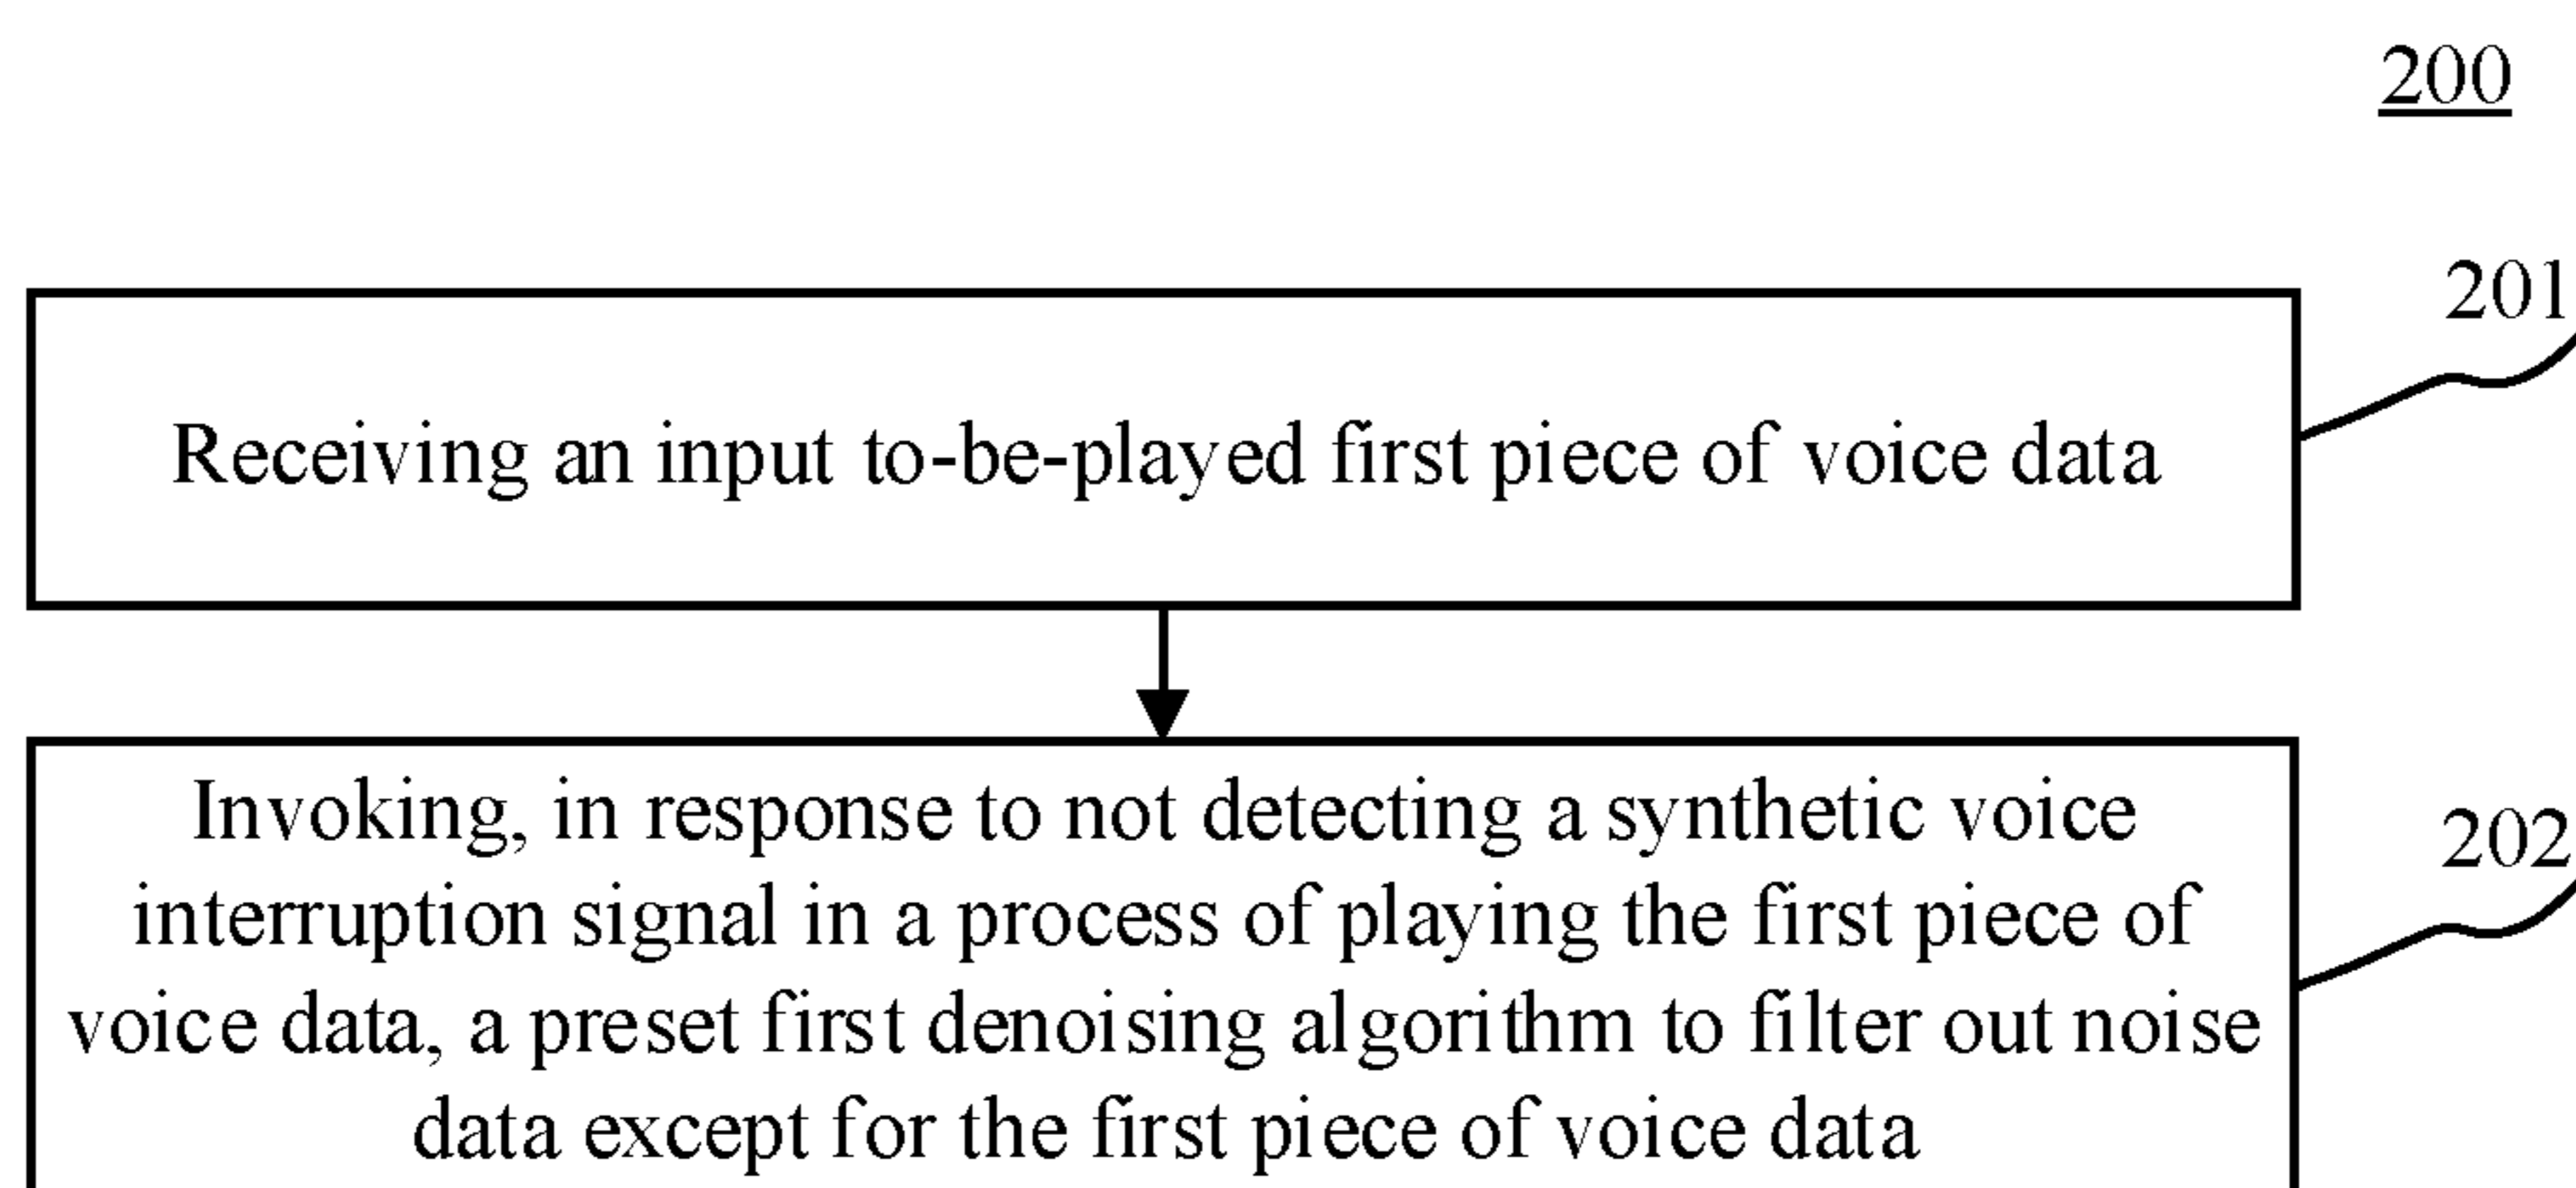 200
201
Receiving an input to-be-played first piece of voice data
Invoking, in response to not detecting a synthetic voice
202
interruption signal in a process of playing the first piece of
voice data, a preset first denoising algorithm to filter out noise
data except for the first piece of voice data